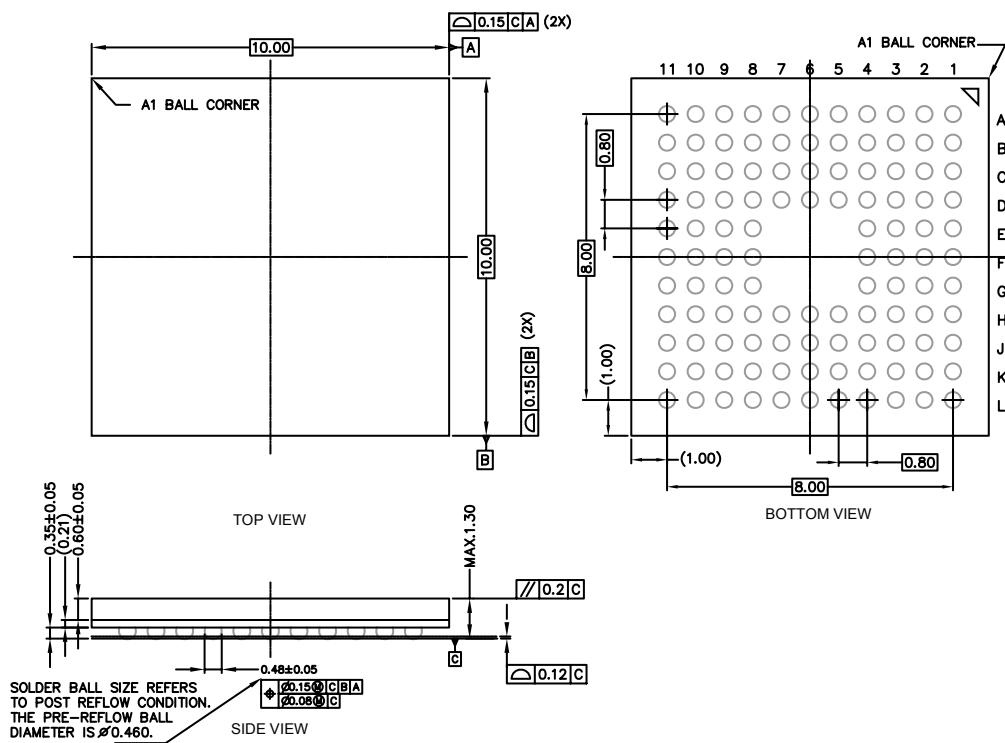 ⌓ 0.15 C A (2X)
10.00
A
A1 BALL CORNER
10.00
⌓ 0.15 C B (2X)
B
TOP VIEW
A1 BALL CORNER
11 10 9 8 7 6 5 4 3 2 1
A
B
C
D
E
F
G
H
J
K
L
0.80
8.00
(1.00)
(1.00)
0.80
8.00
BOTTOM VIEW
0.35±0.05
(0.21)
0.60±0.05
MAX.1.30
// 0.2 C
C
⌓ 0.12 C
0.48±0.05
⌖ Ø0.15Ⓜ C B A
Ø0.08Ⓜ C
SOLDER BALL SIZE REFERS
TO POST REFLOW CONDITION.
THE PRE-REFLOW BALL
DIAMETER IS Ø0.460.
SIDE VIEW